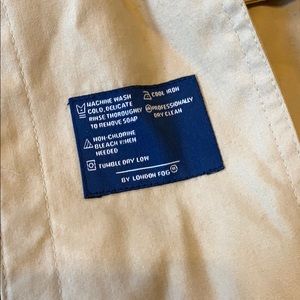 MACHINE WASH
COLD, DELICATE
RINSE THOROUGHLY
TO REMOVE SOAP
NON-CHLORINE
BLEACH WHEN
NEEDED
TUMBLE DRY LOW
COOL IRON
PROFESSIONALLY
DRY CLEAN
BY LONDON FOG